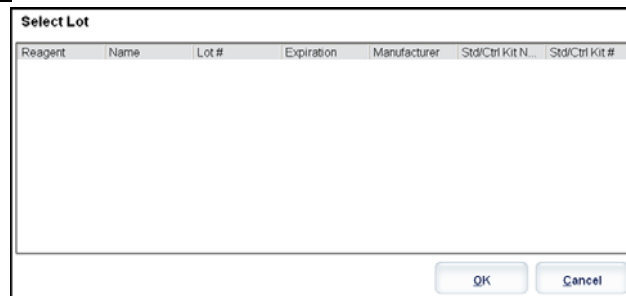 Select Lot
Reagent Name Lot # Expiration Manufacturer Std/Ctrl Kit N... Std/Ctrl Kit #
OK Cancel